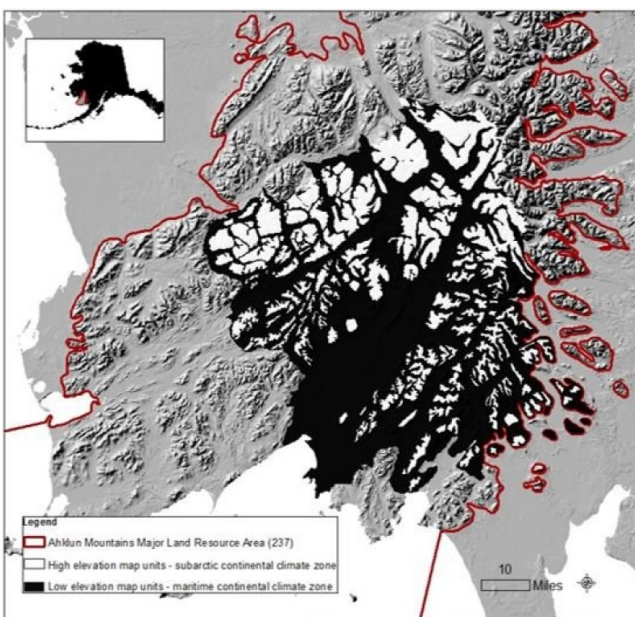 Legend
Ahklun Mountains Major Land Resource Area (237)
High elevation map units - subarctic continental climate zone
Low elevation map units - maritime continental climate zone
10
Miles